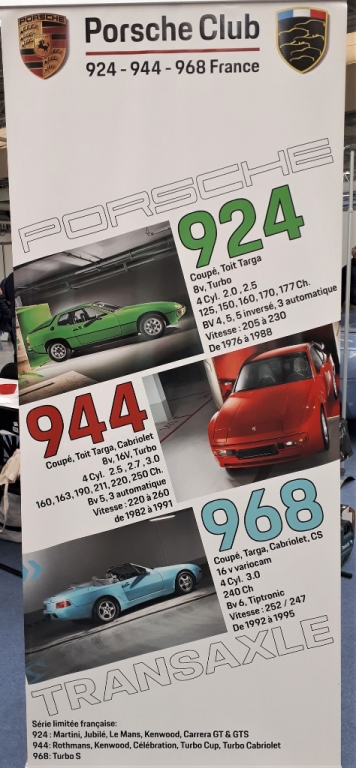 PORSCHE
Porsche Club
924 - 944 - 968 France
PORSCHE
924
Coupé, Toit Targa
8v, Turbo
4 Cyl. 2.0 , 2.5
125, 150, 160, 170, 177 Ch.
BV 4, 5, 5 inversé, 3 automatique
Vitesse : 205 à 230
De 1976 à 1988
944
Coupé, Toit Targa, Cabriolet
8v, 16V, Turbo
4 Cyl. 2.5, 2.7, 3.0
160, 163, 190, 211, 220, 250 Ch.
Bv 5, 3 automatique
Vitesse : 220 à 260
de 1982 à 1991
968
Coupé, Targa, Cabriolet, CS
16 v variocam
4 Cyl. 3.0
240 Ch
Bv 6, Tiptronic
Vitesse : 252 / 247
De 1992 à 1995
TRANSAXLE
Série limitée française:
924 : Martini, Jubilé, Le Mans, Kenwood, Carrera GT & GTS
944: Rothmans, Kenwood, Célébration, Turbo Cup, Turbo Cabriolet
968: Turbo S